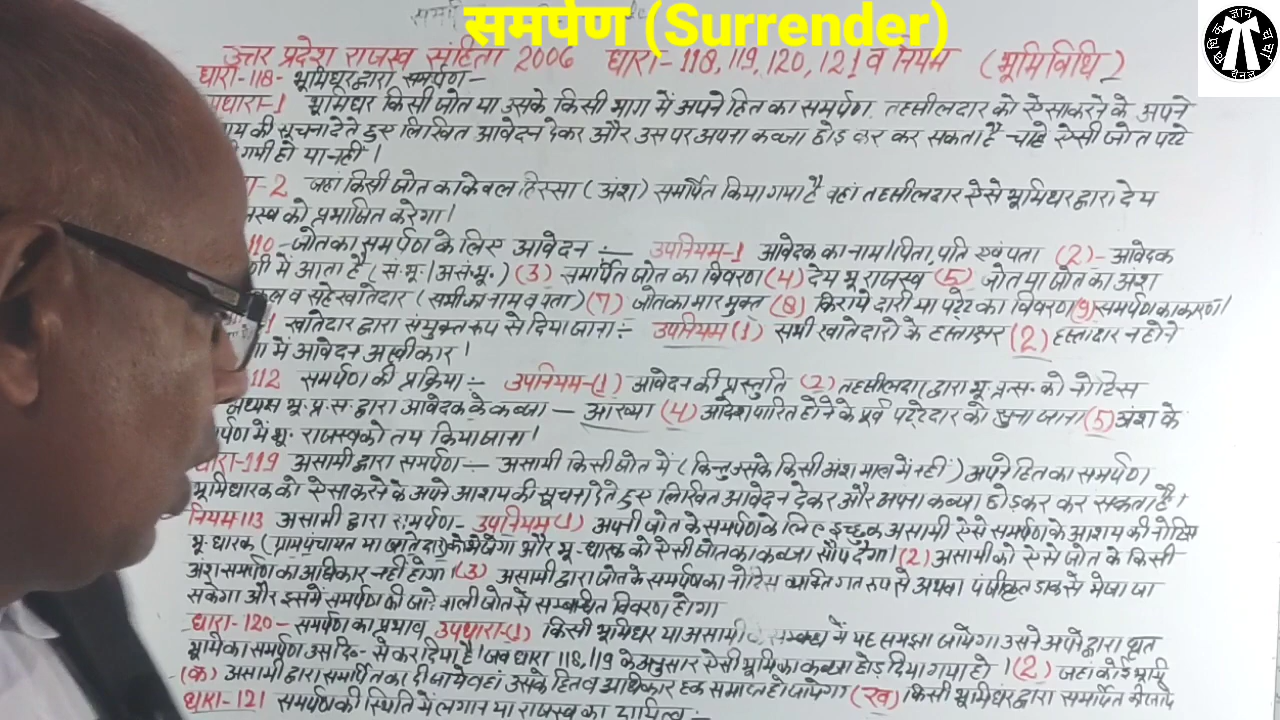 समर्पण (Surrender)
विधिक ज्ञान चर्चा चैनल
उत्तर प्रदेश राजस्व संहिता 2006 धारा-118,119,120,121 व नियम (भूमि विधि)
धारा-118- भूमिधर द्वारा समर्पण-
उपधारा-1 भूमिधर किसी जोत या उसके किसी भाग में अपने हित का समर्पण, तहसीलदार को ऐसा करने के अपने
की सूचना देते हुए लिखित आवेदन देकर और उस पर अपना कब्जा छोड़ कर कर सकता है चाहे ऐसी जोत पट्टे
गयी हो या नहीं।
-2 जहां किसी जोत का केवल हिस्सा (अंश) समर्पित किया गया है वहां तहसीलदार ऐसे भूमिधर द्वारा देय
को प्रभाजित करेगा।
110- जोत का समर्पण के लिए आवेदन :- उपनियम-1 आवेदक का नाम/पिता, पति एवं पता (2)- आवेदक
में आता है (सं.भू./असं.भू.) (3) समर्पित जोत का विवरण (4) देय भू राजस्व (5) जोत या जोत का अंश
व सहखातेदार (सभी का नाम व पता) (7) जोत का भार मुक्त (8) किरायेदारी या पट्टे का विवरण (9) समर्पण का कारण।
खातेदार द्वारा संयुक्त रूप से दिया जाना :- उपनियम (1) सभी खातेदारों के हस्ताक्षर (2) हस्ताक्षर न होने
में आवेदन अस्वीकार।
112 समर्पण की प्रक्रिया :- उपनियम-(1) आवेदन की प्रस्तुति (2) तहसीलदार द्वारा भू.प्र.स. को नोटिस
भू.प्र.स द्वारा आवेदक के कब्जा - आख्या (4) आदेश पारित होने के पूर्व पट्टेदार को सुना जाना (5) अंश के
में भू. राजस्व को तय किया जाना।
धारा-119 असामी द्वारा समर्पण :- असामी किसी जोत में (किन्तु उसके किसी अंश मात्र में नहीं) अपने हित का समर्पण
भूमिधारक को ऐसा करने के अपने आशय की सूचना देते हुए लिखित आवेदन देकर और अपना कब्जा छोड़कर कर सकता है।
नियम-113 असामी द्वारा समर्पण- उपनियम (1) अपनी जोत के समर्पण के लिए इच्छुक असामी ऐसे समर्पण के आशय की नोटिस
भू-धारक (ग्राम पंचायत या खातेदार) को भेजेगा और भू-धारक को ऐसी जोत का कब्जा सौंप देगा। (2) असामी को ऐसे जोत के किसी
अंश समर्पण का अधिकार नहीं होगा। (3) असामी द्वारा जोत के समर्पण का नोटिस व्यक्तिगत रूप से अथवा पंजीकृत डाक से भेजा जा
सकेगा और इसमें समर्पण की जाने वाली जोत से सम्बन्धित विवरण होगा
धारा-120- समर्पण का प्रभाव उपधारा-(1) किसी भूमिधर या असामी के सम्बन्ध में यह समझा जायेगा उसने अपने द्वारा धृत
भूमि का समर्पण उस दिन से कर दिया है। जब धारा 118,119 के अनुसार ऐसी भूमि का कब्जा छोड़ दिया गया हो। (2) जहां कोई भूमि
(क) असामी द्वारा समर्पित कर दी जाये वहां उसके हित व अधिकार हक समाप्त हो जायेगा (ख) किसी भूमिधर द्वारा समर्पित की जाये
धारा-121 समर्पण की स्थिति में लगान या राजस्व का दायित्व :-